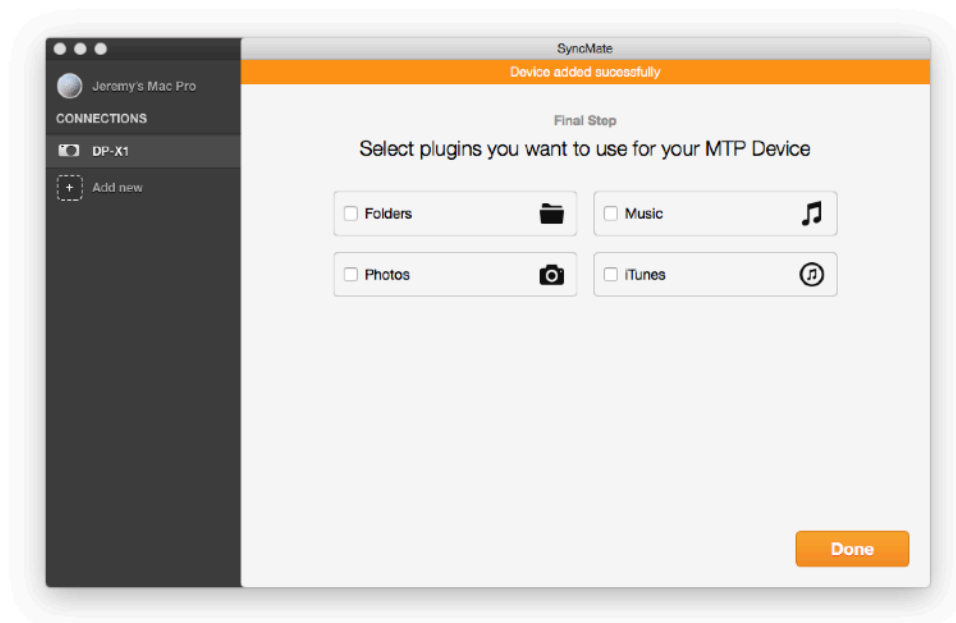 SyncMate
Device added sucessfully
Jeremy's Mac Pro
CONNECTIONS
DP-X1
Add new
Final Step
Select plugins you want to use for your MTP Device
Folders
Music
Photos
iTunes
Done